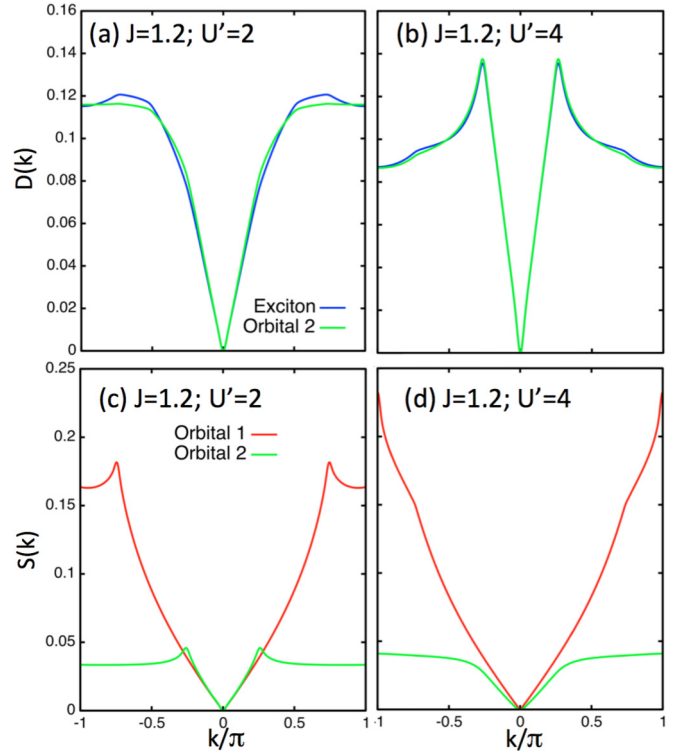 0.16
0.14
0.12
0.1
0.08
0.06
0.04
0.02
0
D(k)
(a) J=1.2; U'=2
Exciton
Orbital 2
(b) J=1.2; U'=4
0.25
0.2
0.15
0.1
0.05
0
S(k)
(c) J=1.2; U'=2
Orbital 1
Orbital 2
(d) J=1.2; U'=4
-1 -0.5 0 0.5 1
k/π
-1 -0.5 0 0.5 1
k/π